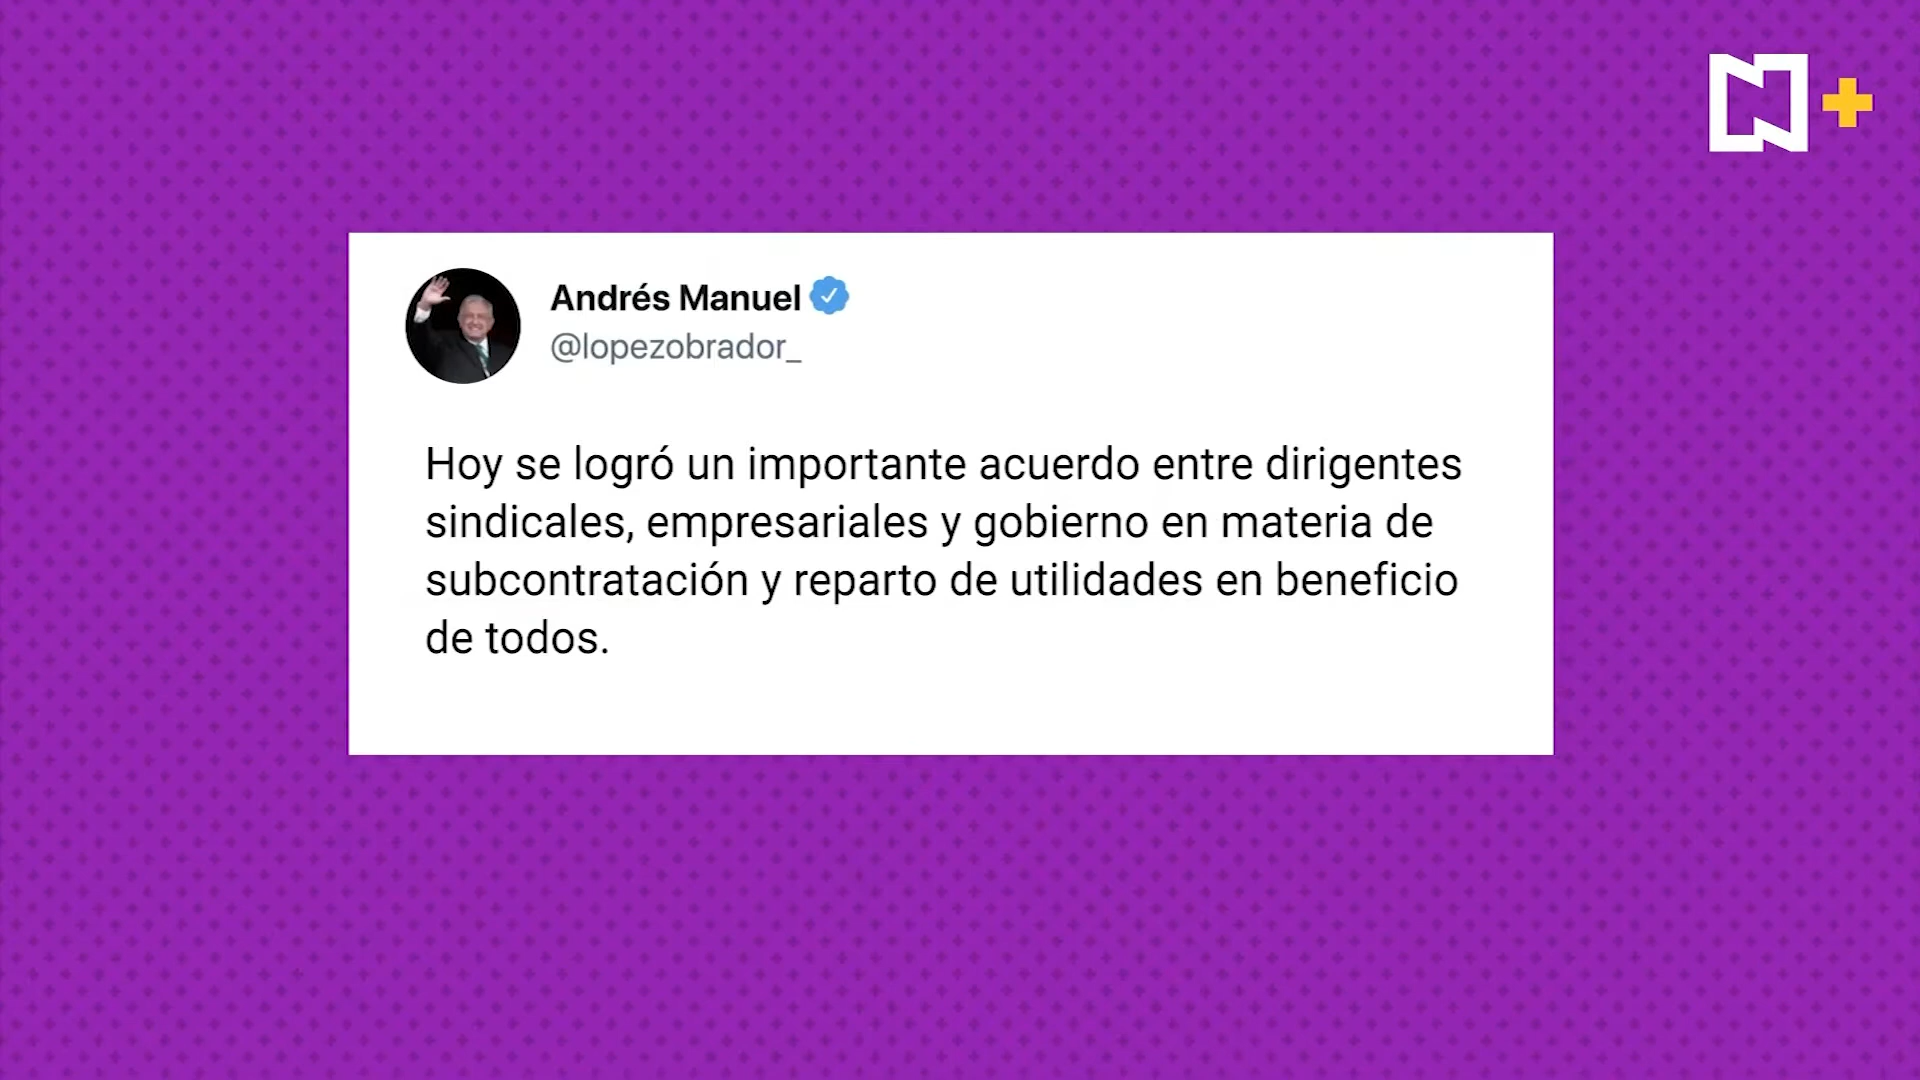 N+
Andrés Manuel
@lopezobrador_
Hoy se logró un importante acuerdo entre dirigentes
sindicales, empresariales y gobierno en materia de
subcontratación y reparto de utilidades en beneficio
de todos.